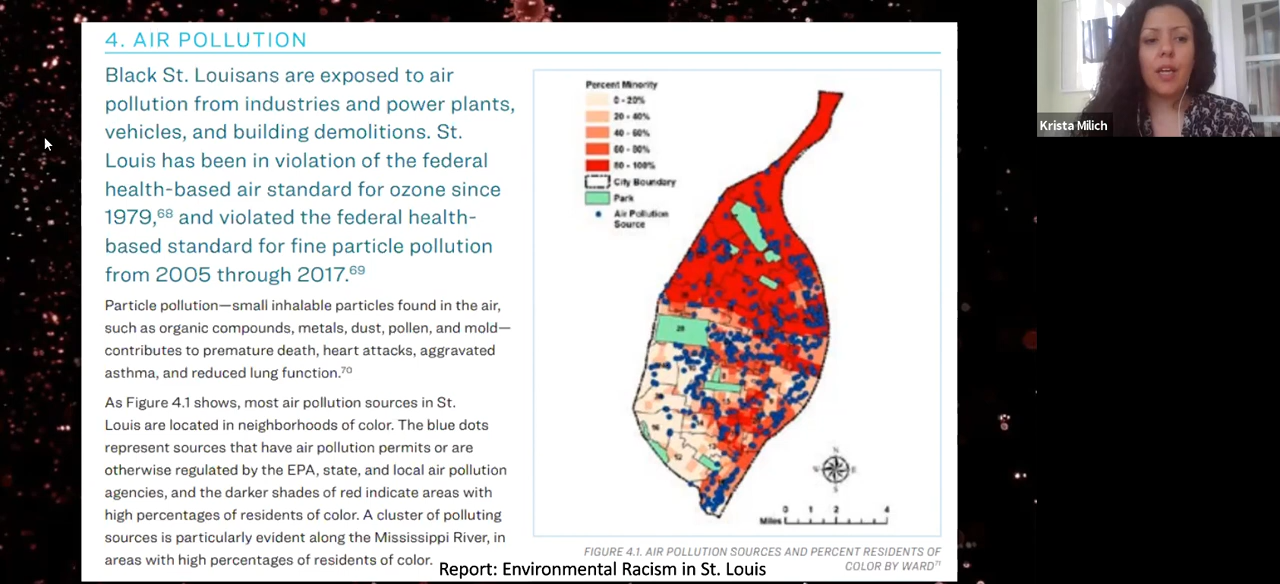 4. AIR POLLUTION
Black St. Louisans are exposed to air
pollution from industries and power plants,
vehicles, and building demolitions. St.
Louis has been in violation of the federal
health-based air standard for ozone since
1979,68 and violated the federal health-
based standard for fine particle pollution
from 2005 through 2017.69
Particle pollution—small inhalable particles found in the air,
such as organic compounds, metals, dust, pollen, and mold—
contributes to premature death, heart attacks, aggravated
asthma, and reduced lung function.70
As Figure 4.1 shows, most air pollution sources in St.
Louis are located in neighborhoods of color. The blue dots
represent sources that have air pollution permits or are
otherwise regulated by the EPA, state, and local air pollution
agencies, and the darker shades of red indicate areas with
high percentages of residents of color. A cluster of polluting
sources is particularly evident along the Mississippi River, in
areas with high percentages of residents of color.
Percent Minority
0 - 20%
20 - 40%
40 - 60%
60 - 80%
80 - 100%
City Boundary
Park
Air Pollution
Source
28
N
W E
S
0 1 2 4
Miles
FIGURE 4.1. AIR POLLUTION SOURCES AND PERCENT RESIDENTS OF
COLOR BY WARD71
Report: Environmental Racism in St. Louis
Krista Milich